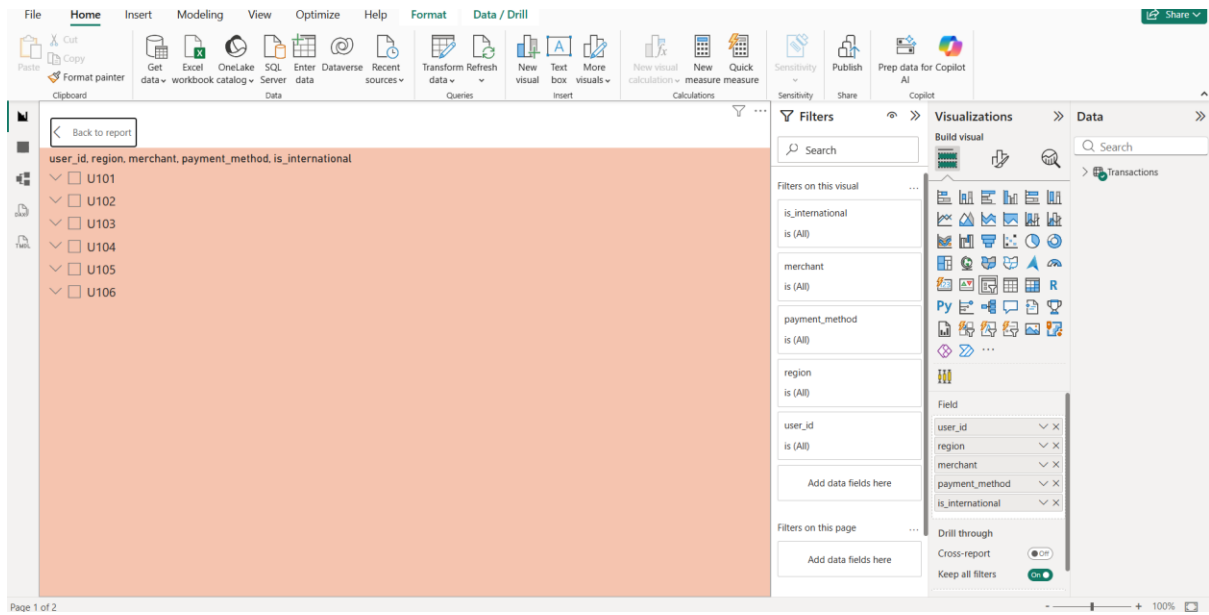 File Home Insert Modeling View Optimize Help Format Data / Drill Share
Paste
Cut
Copy
Format painter
Clipboard
Get data
Excel workbook
OneLake catalog
SQL Server
Enter data
Dataverse
Recent sources
Data
Transform data
Refresh
Queries
New visual
Text box
More visuals
Insert
New visual calculation
New measure
Quick measure
Calculations
Sensitivity
Sensitivity
Publish
Share
Prep data for AI
Copilot
Copilot
Back to report
user_id, region, merchant, payment_method, is_international
U101
U102
U103
U104
U105
U106
Filters
Search
Filters on this visual
...
is_international
is (All)
merchant
is (All)
payment_method
is (All)
region
is (All)
user_id
is (All)
Add data fields here
Filters on this page
...
Add data fields here
Visualizations
Build visual
R
Py
...
Field
user_id
region
merchant
payment_method
is_international
Drill through
Cross-report
Off
Keep all filters
On
Data
Search
Transactions
Page 1 of 2
- + 100%